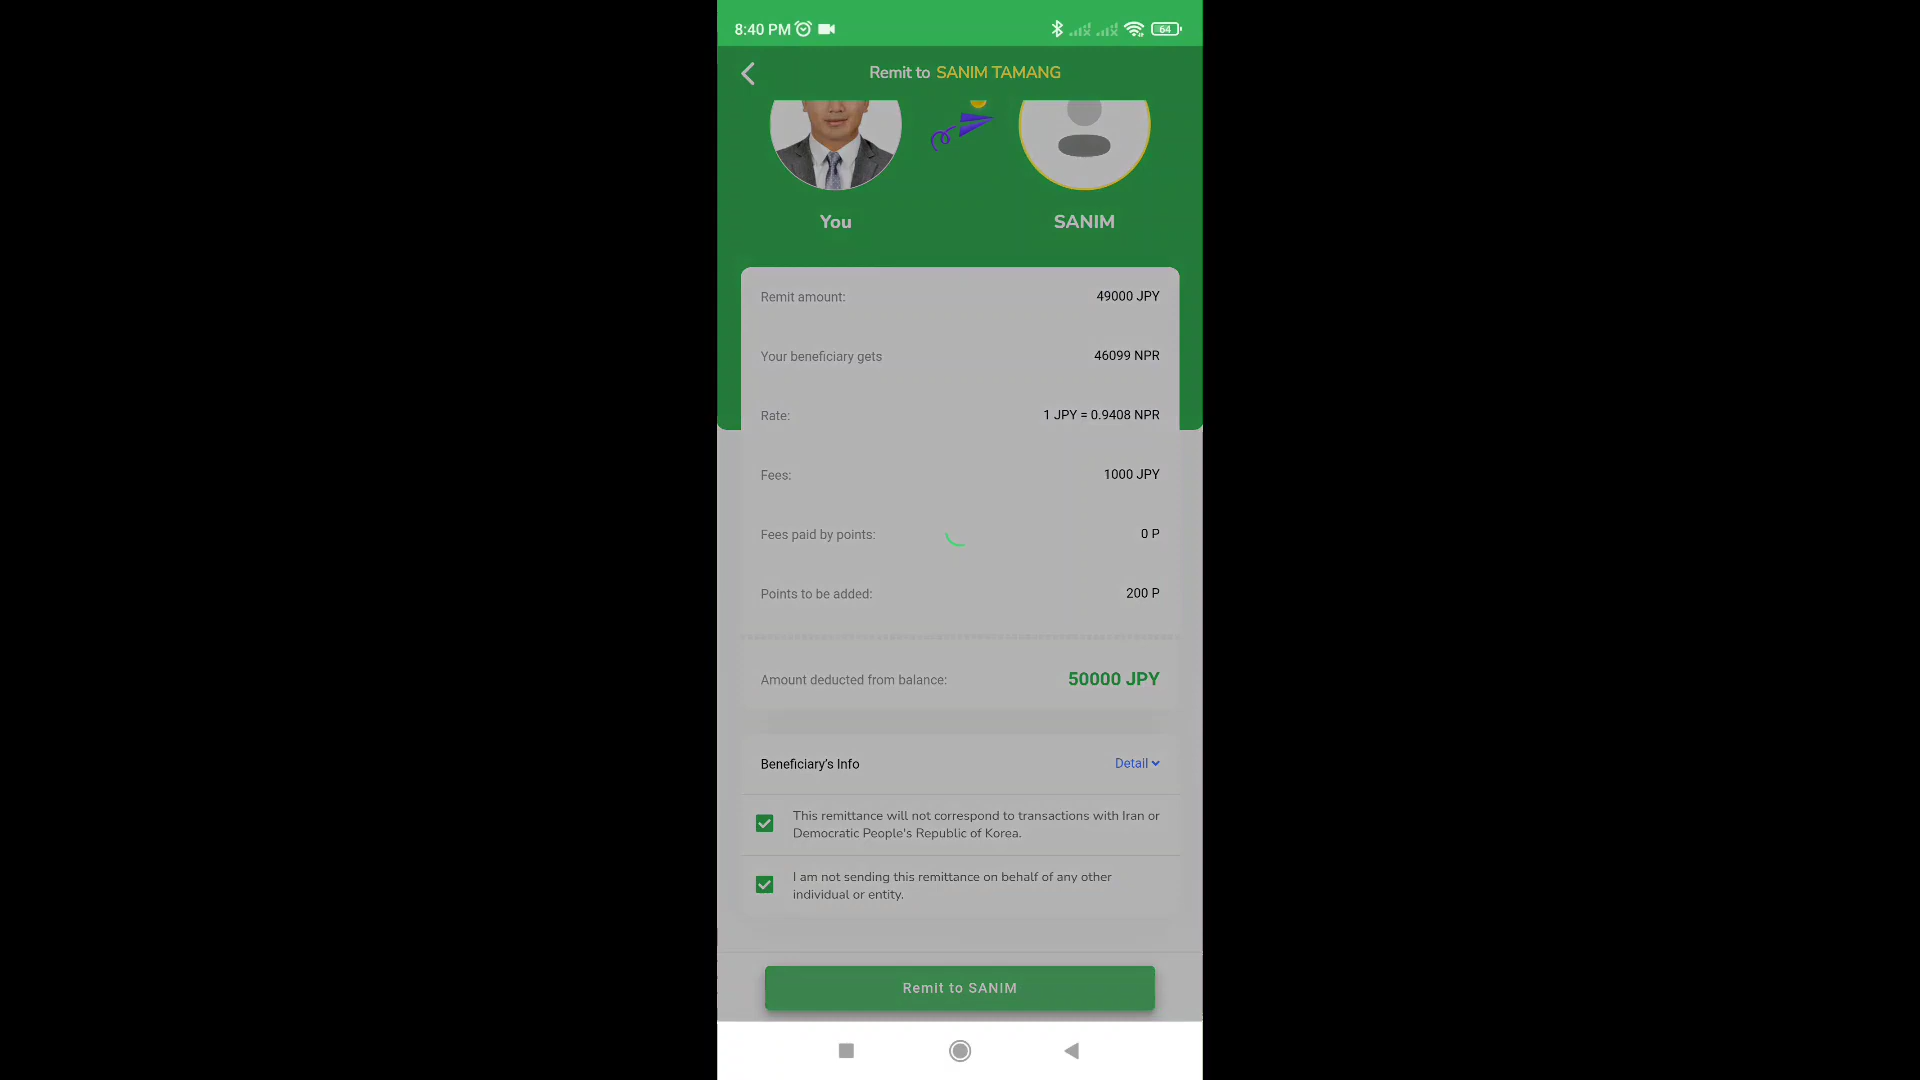 8:40 PM
64
Remit to SANIM TAMANG
You
SANIM
Remit amount:
49000 JPY
Your beneficiary gets
46099 NPR
Rate:
1 JPY = 0.9408 NPR
Fees:
1000 JPY
Fees paid by points:
0 P
Points to be added:
200 P
Amount deducted from balance:
50000 JPY
Beneficiary's Info
Detail
This remittance will not correspond to transactions with Iran or
Democratic People's Republic of Korea.
I am not sending this remittance on behalf of any other
individual or entity.
Remit to SANIM